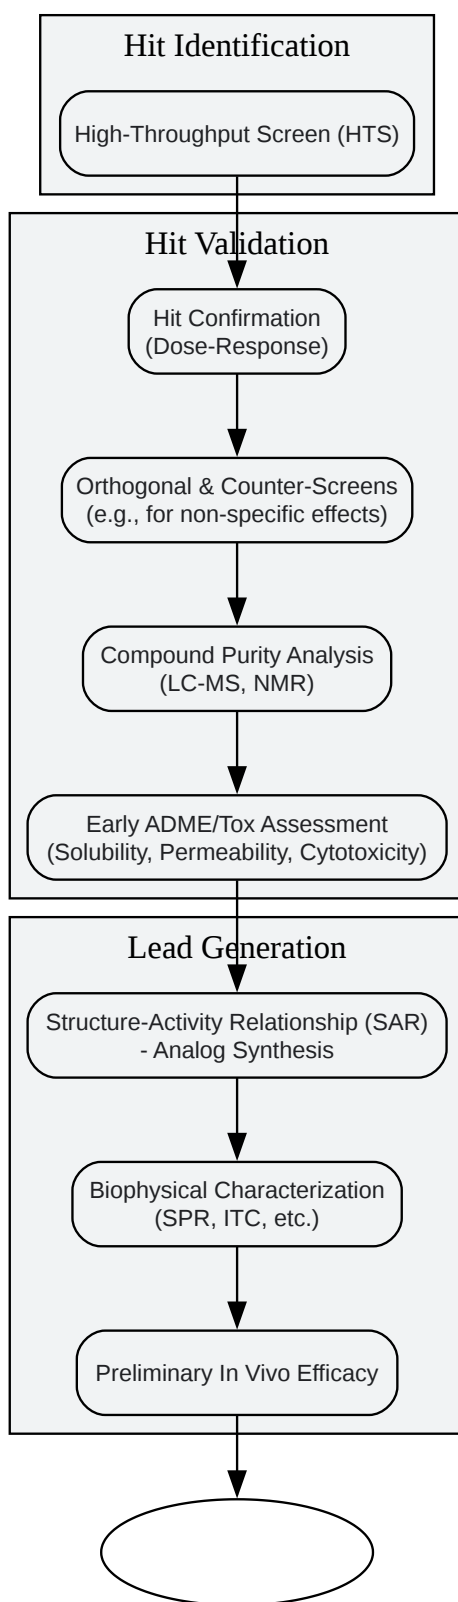 Hit Identification
High-Throughput Screen (HTS)
Hit Validation
Hit Confirmation
(Dose-Response)
Orthogonal & Counter-Screens
(e.g., for non-specific effects)
Compound Purity Analysis
(LC-MS, NMR)
Early ADME/Tox Assessment
(Solubility, Permeability, Cytotoxicity)
Lead Generation
Structure-Activity Relationship (SAR)
- Analog Synthesis
Biophysical Characterization
(SPR, ITC, etc.)
Preliminary In Vivo Efficacy